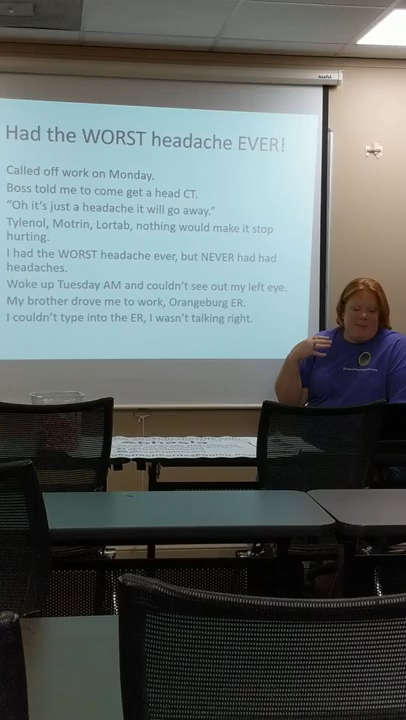 Had the WORST headache EVER!
Called off work on Monday.
Boss told me to come get a head CT.
"Oh it's just a headache it will go away."
Tylenol, Motrin, Lortab, nothing would make it stop
hurting.
I had the WORST headache ever, but NEVER had had
headaches.
Woke up Tuesday AM and couldn't see out my left eye.
My brother drove me to work, Orangeburg ER.
I couldn't type into the ER, I wasn't talking right.
Aphasia